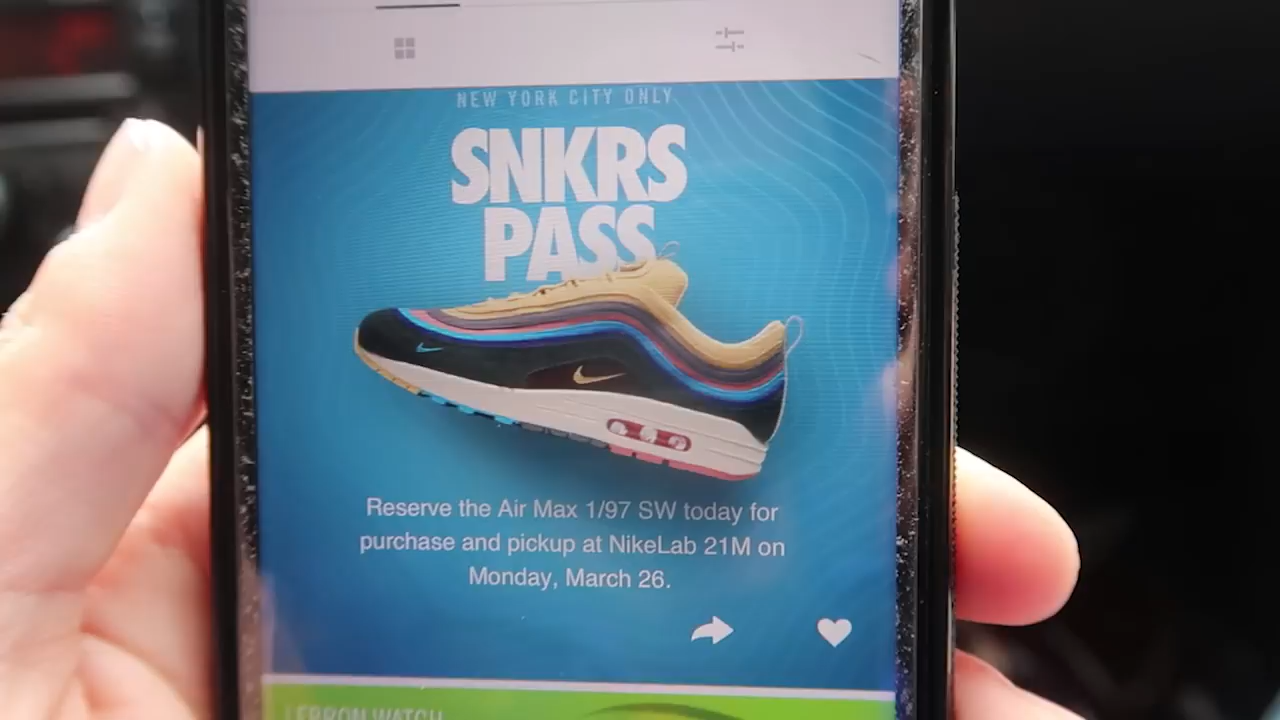 NEW YORK CITY ONLY
SNKRS
PASS
Reserve the Air Max 1/97 SW today for
purchase and pickup at NikeLab 21M on
Monday, March 26.
LEBRON WATCH